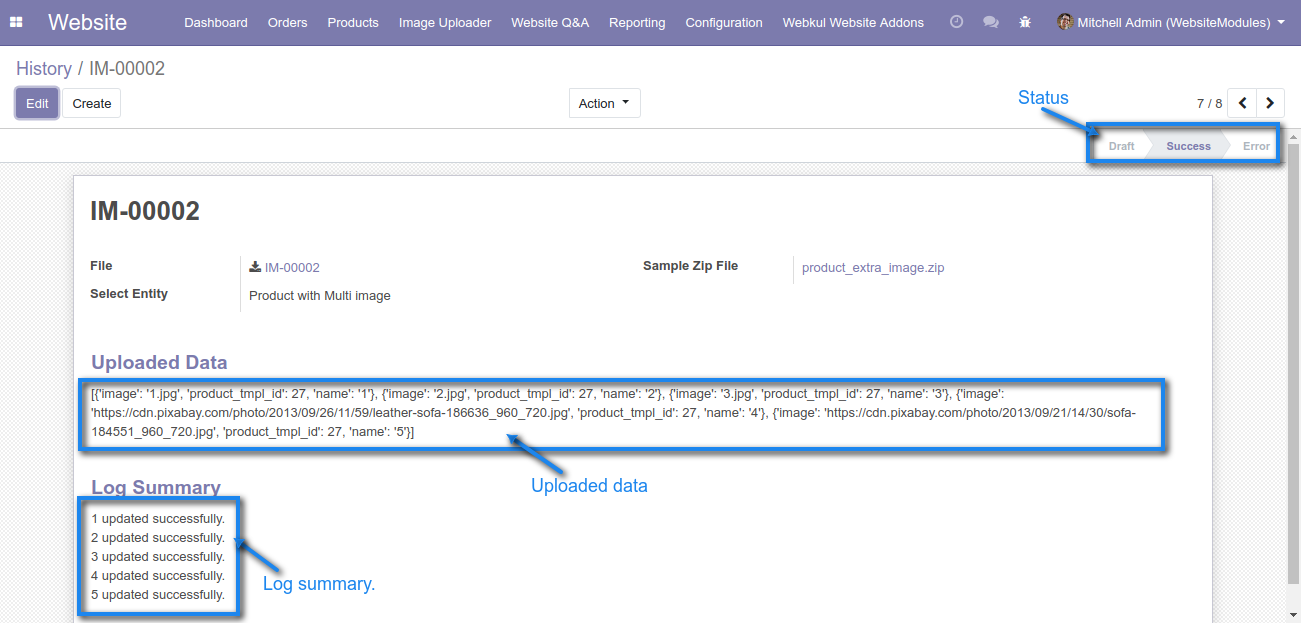 Website Dashboard Orders Products Image Uploader Website Q&A Reporting Configuration Webkul Website Addons Mitchell Admin (WebsiteModules)
History / IM-00002
Edit Create Action 7 / 8
Status
Draft Success Error
IM-00002
File IM-00002 Sample Zip File product_extra_image.zip
Select Entity Product with Multi image
Uploaded Data
[{'image': '1.jpg', 'product_tmpl_id': 27, 'name': '1'}, {'image': '2.jpg', 'product_tmpl_id': 27, 'name': '2'}, {'image': '3.jpg', 'product_tmpl_id': 27, 'name': '3'}, {'image':
'https://cdn.pixabay.com/photo/2013/09/26/11/59/leather-sofa-186636_960_720.jpg', 'product_tmpl_id': 27, 'name': '4'}, {'image': 'https://cdn.pixabay.com/photo/2013/09/21/14/30/sofa-
184551_960_720.jpg', 'product_tmpl_id': 27, 'name': '5'}]
Uploaded data
Log Summary
1 updated successfully.
2 updated successfully.
3 updated successfully.
4 updated successfully.
5 updated successfully.
Log summary.